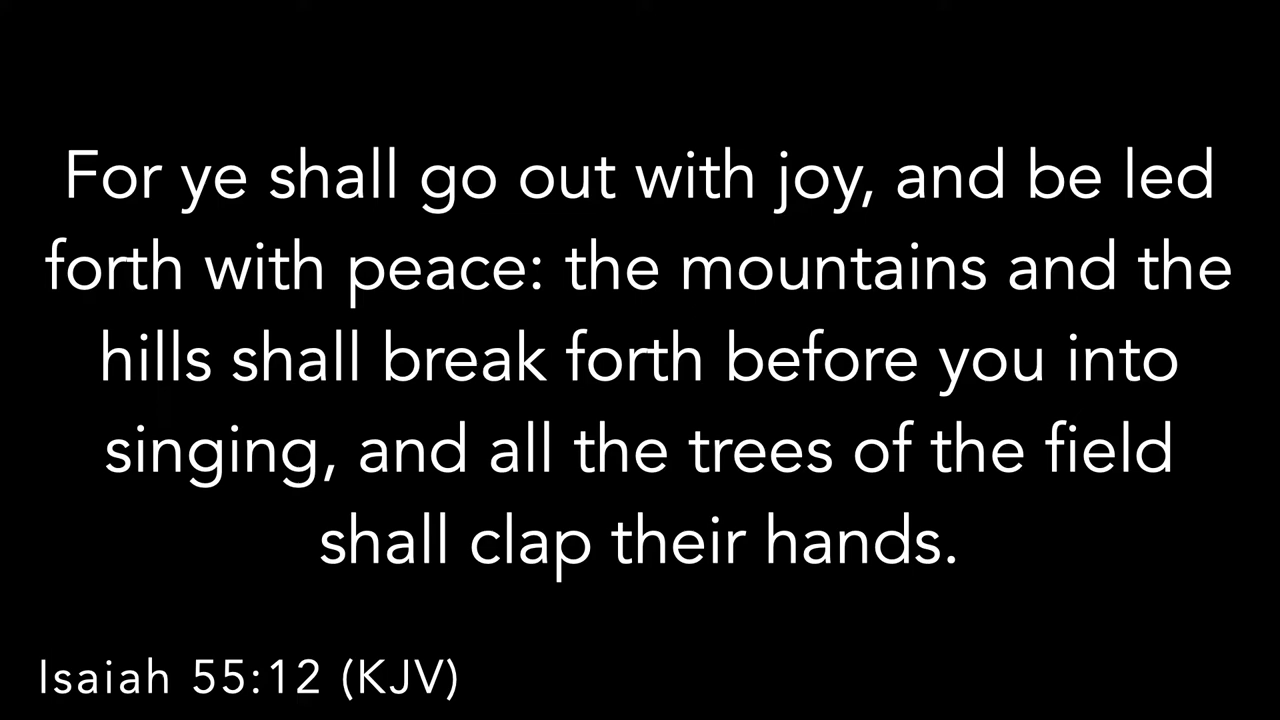 For ye shall go out with joy, and be led
forth with peace: the mountains and the
hills shall break forth before you into
singing, and all the trees of the field
shall clap their hands.
Isaiah 55:12 (KJV)